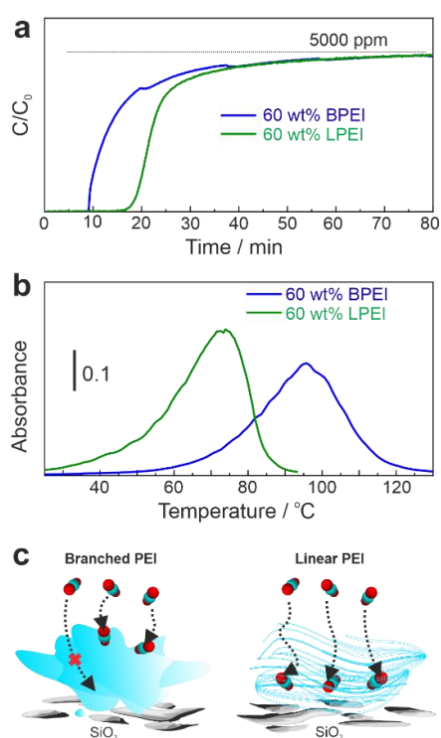 a
5000 ppm
C/C₀
60 wt% BPEI
60 wt% LPEI
0 10 20 30 40 50 60 70 80
Time / min
b
60 wt% BPEI
60 wt% LPEI
0.1
Absorbance
40 60 80 100 120
Temperature / °C
c
Branched PEI Linear PEI
SiO₂ SiO₂